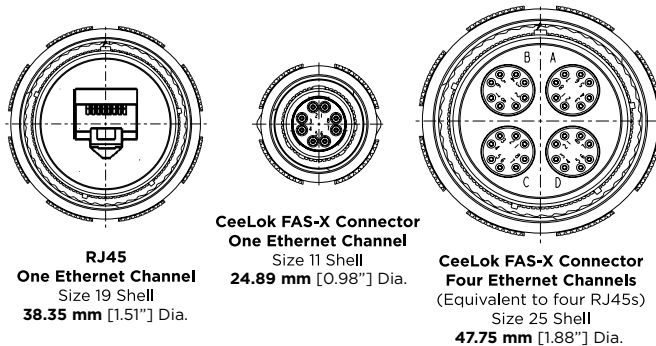 B A
C D
RJ45
One Ethernet Channel
Size 19 Shell
38.35 mm [1.51”] Dia.
CeeLok FAS-X Connector
One Ethernet Channel
Size 11 Shell
24.89 mm [0.98”] Dia.
CeeLok FAS-X Connector
Four Ethernet Channels
(Equivalent to four RJ45s)
Size 25 Shell
47.75 mm [1.88”] Dia.